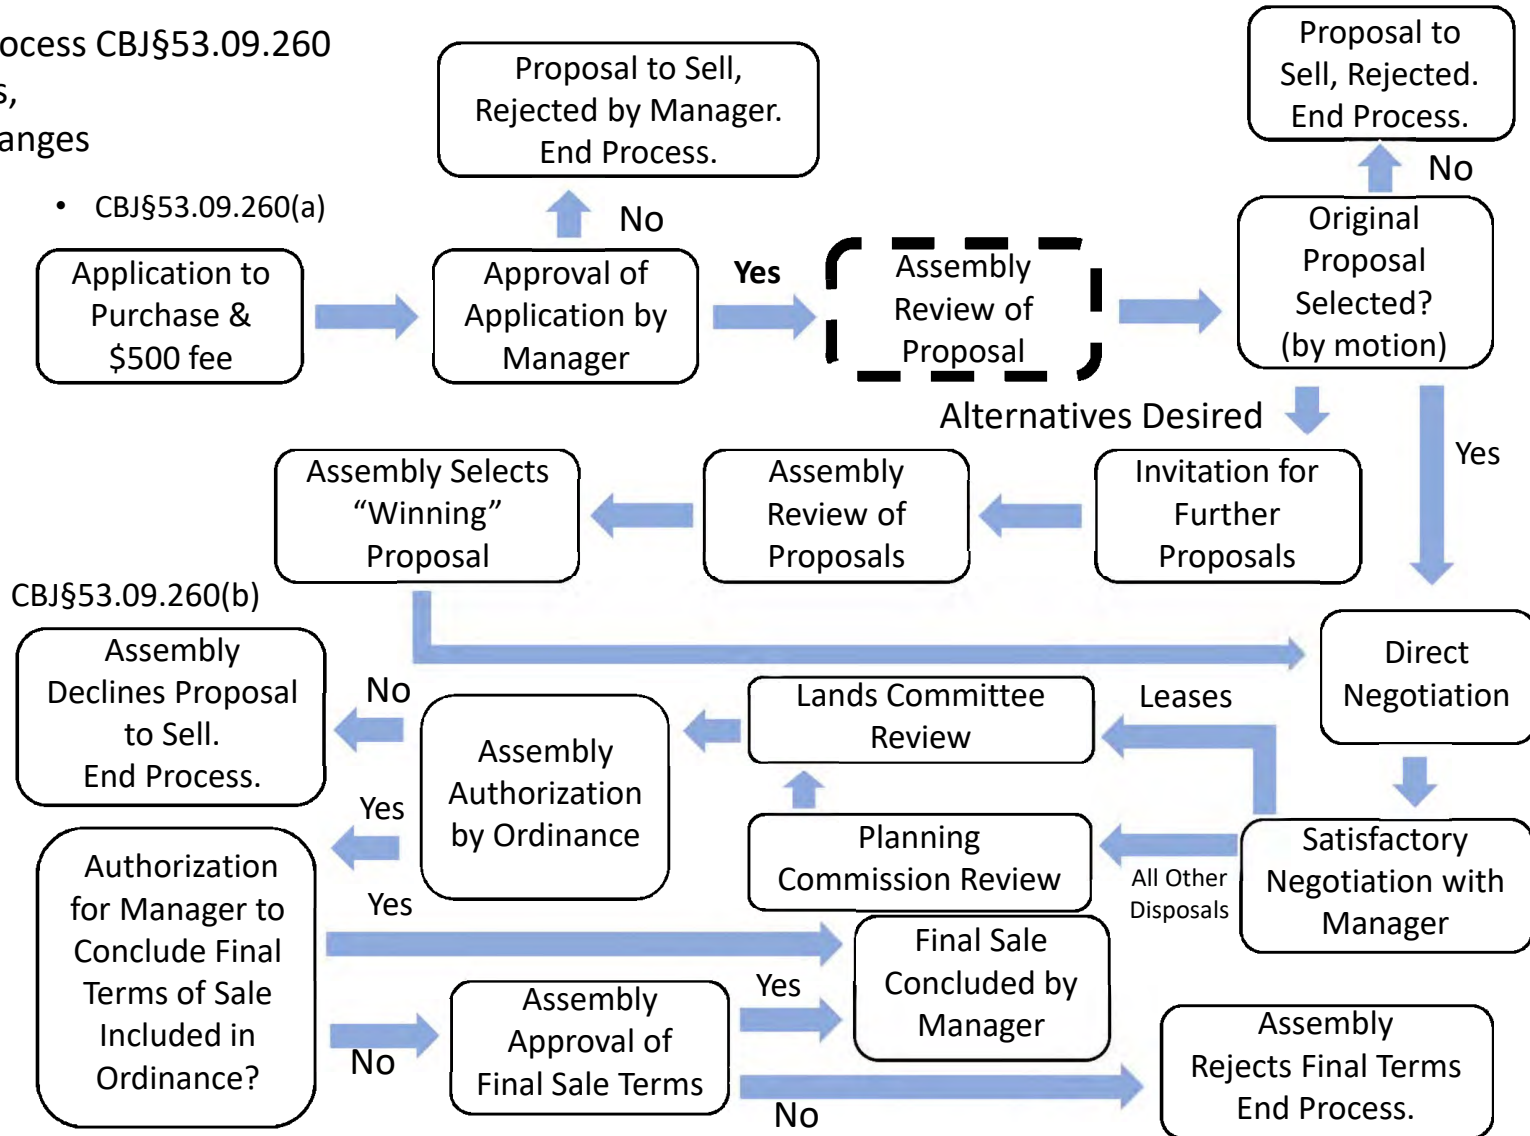 ocess CBJ§53.09.260
s,
anges
• CBJ§53.09.260(a)
Application to
Purchase &
$500 fee
Proposal to Sell,
Rejected by Manager.
End Process.
No
Approval of
Application by
Manager
Yes
Assembly
Review of
Proposal
Proposal to
Sell, Rejected.
End Process.
No
Original
Proposal
Selected?
(by motion)
Alternatives Desired
Yes
Assembly Selects
“Winning”
Proposal
Assembly
Review of
Proposals
Invitation for
Further
Proposals
CBJ§53.09.260(b)
Assembly
Declines Proposal
to Sell.
End Process.
No
Assembly
Authorization
by Ordinance
Lands Committee
Review
Leases
Direct
Negotiation
Yes
Planning
Commission Review
All Other
Disposals
Satisfactory
Negotiation with
Manager
Authorization
for Manager to
Conclude Final
Terms of Sale
Included in
Ordinance?
Yes
No
Assembly
Approval of
Final Sale Terms
Yes
Final Sale
Concluded by
Manager
No
Assembly
Rejects Final Terms
End Process.